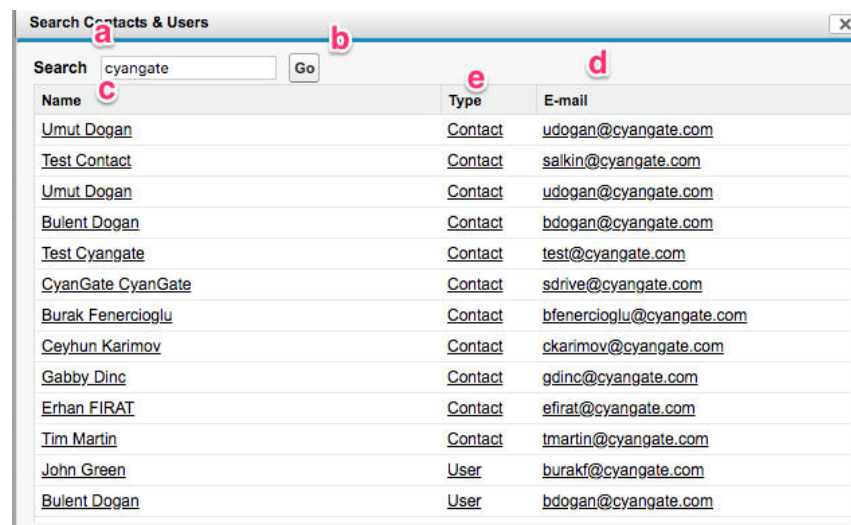 Search Contacts & Users X
a b
Search cyangate Go d
c e
Name Type E-mail
Umut Dogan Contact udogan@cyangate.com
Test Contact Contact salkin@cyangate.com
Umut Dogan Contact udogan@cyangate.com
Bulent Dogan Contact bdogan@cyangate.com
Test Cyangate Contact test@cyangate.com
CyanGate CyanGate Contact sdrive@cyangate.com
Burak Fenercioglu Contact bfenercioglu@cyangate.com
Ceyhun Karimov Contact ckarimov@cyangate.com
Gabby Dinc Contact gdinc@cyangate.com
Erhan FIRAT Contact efirat@cyangate.com
Tim Martin Contact tmartin@cyangate.com
John Green User burakf@cyangate.com
Bulent Dogan User bdogan@cyangate.com